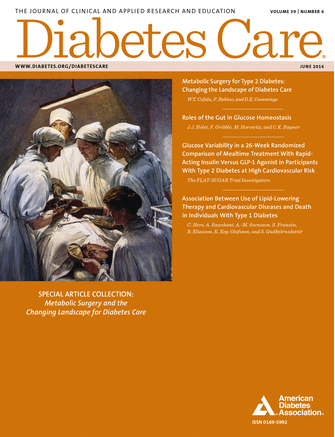 THE JOURNAL OF CLINICAL AND APPLIED RESEARCH AND EDUCATION
VOLUME 39 | NUMBER 6
Diabetes Care®
WWW.DIABETES.ORG/DIABETESCARE
JUNE 2016
Metabolic Surgery for Type 2 Diabetes:
Changing the Landscape of Diabetes Care
W.T. Cefalu, F. Rubino, and D.E. Cummings
Roles of the Gut in Glucose Homeostasis
J.J. Holst, F. Gribble, M. Horowitz, and C.K. Rayner
Glucose Variability in a 26-Week Randomized
Comparison of Mealtime Treatment With Rapid-
Acting Insulin Versus GLP-1 Agonist in Participants
With Type 2 Diabetes at High Cardiovascular Risk
The FLAT-SUGAR Trial Investigators
Association Between Use of Lipid-Lowering
Therapy and Cardiovascular Diseases and Death
in Individuals With Type 1 Diabetes
C. Hero, A. Rawshani, A.-M. Svensson, S. Franzén,
B. Eliasson, K. Eeg-Olofsson, and S. Gudbjörnsdottir
SPECIAL ARTICLE COLLECTION:
Metabolic Surgery and the
Changing Landscape for Diabetes Care
American
Diabetes
Association®
ISSN 0149-5992